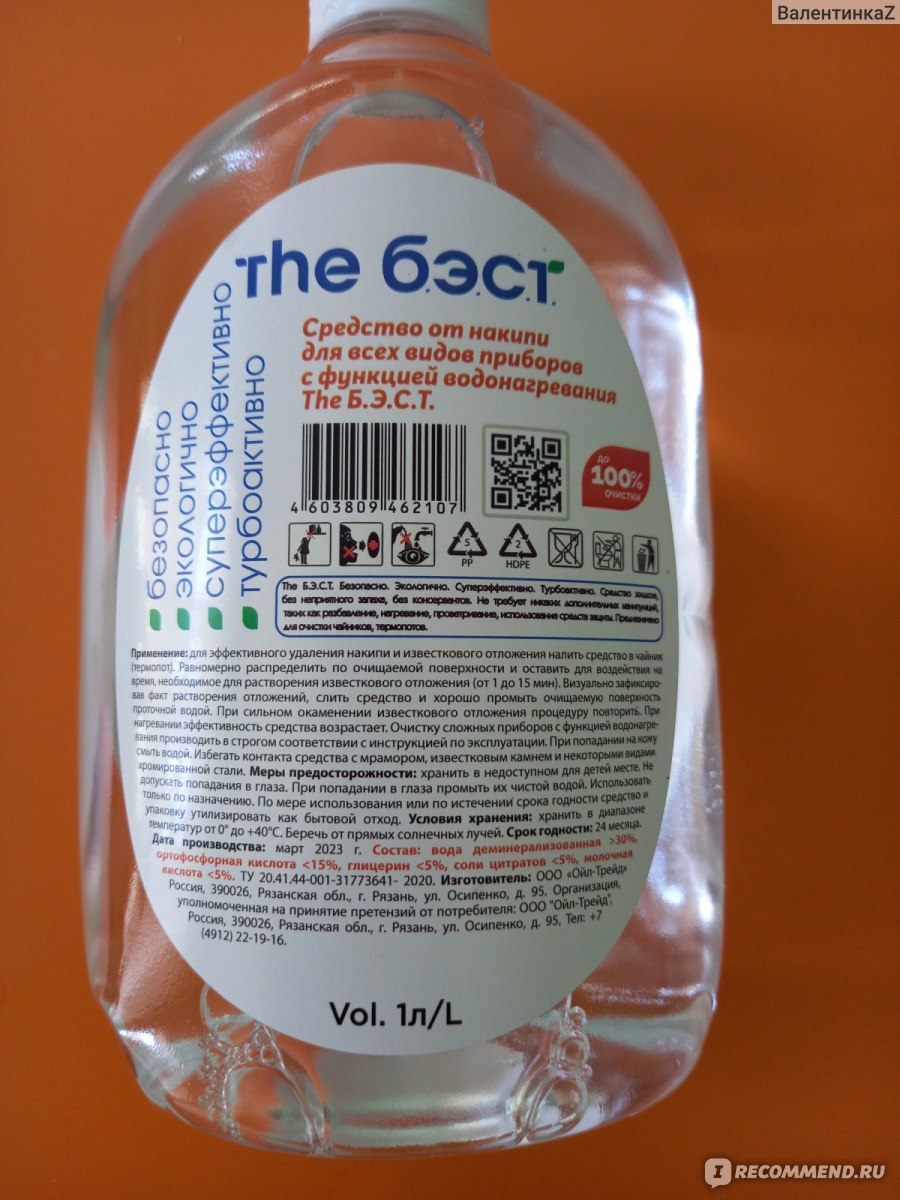 ВалентинкаZ
The б.э.с.т.
безопасно
экологично
суперэффективно
турбоактивно
Средство от накипи
для всех видов приборов
с функцией водонагревания
The Б.Э.С.Т.
4 603809 462107
до
100%
очистки
5
PP
2
HDPE
The Б.Э.С.Т. Безопасно. Экологично. Суперэффективно. Турбоактивно. Средство жидкое,
без неприятного запаха, без консервантов. Не требует никаких дополнительных манипуляций,
таких как разбавление, нагревание, проветривание, использование средств защиты. Предназначено
для очистки чайников, термопотов.
Применение: для эффективного удаления накипи и известкового отложения налить средство в чайник
(термопот). Равномерно распределить по очищаемой поверхности и оставить для воздействия на
время, необходимое для растворения известкового отложения (от 1 до 15 мин). Визуально зафиксиро-
вав факт растворения отложений, слить средство и хорошо промыть очищаемую поверхность
проточной водой. При сильном окаменении известкового отложения процедуру повторить. При
нагревании эффективность средства возрастает. Очистку сложных приборов с функцией водонагре-
вания производить в строгом соответствии с инструкцией по эксплуатации. При попадании на кожу
смыть водой. Избегать контакта средства с мрамором, известковым камнем и некоторыми видами
хромированной стали. Меры предосторожности: хранить в недоступном для детей месте. Не
допускать попадания в глаза. При попадании в глаза промыть их чистой водой. Использовать
только по назначению. По мере использования или по истечении срока годности средство и
упаковку утилизировать как бытовой отход. Условия хранения: хранить в диапазоне
температур от 0° до +40°С. Беречь от прямых солнечных лучей. Срок годности: 24 месяца.
Дата производства: март 2023 г. Состав: вода деминерализованная >30%,
ортофосфорная кислота <15%, глицерин <5%, соли цитратов <5%, молочная
кислота <5%. ТУ 20.41.44-001-31773641- 2020. Изготовитель: ООО «Ойл-Трейд»
Россия, 390026, Рязанская обл., г. Рязань, ул. Осипенко, д. 95. Организация,
уполномоченная на принятие претензий от потребителя: ООО "Ойл-Трейд",
Россия, 390026, Рязанская обл., г. Рязань, ул. Осипенко, д. 95, Тел: +7
(4912) 22-19-16.
Vol. 1л/L
IRECOMMEND.RU